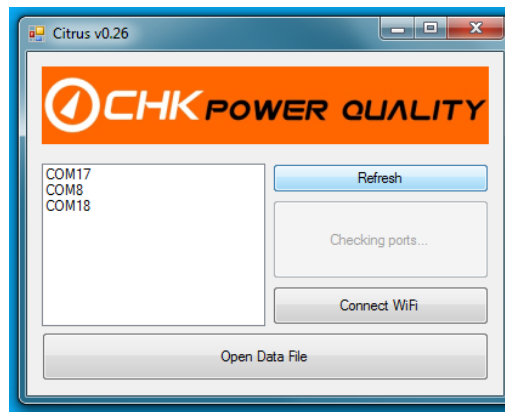 Citrus v0.26
CHK POWER QUALITY
COM17
COM8
COM18
Refresh
Checking ports...
Connect WiFi
Open Data File